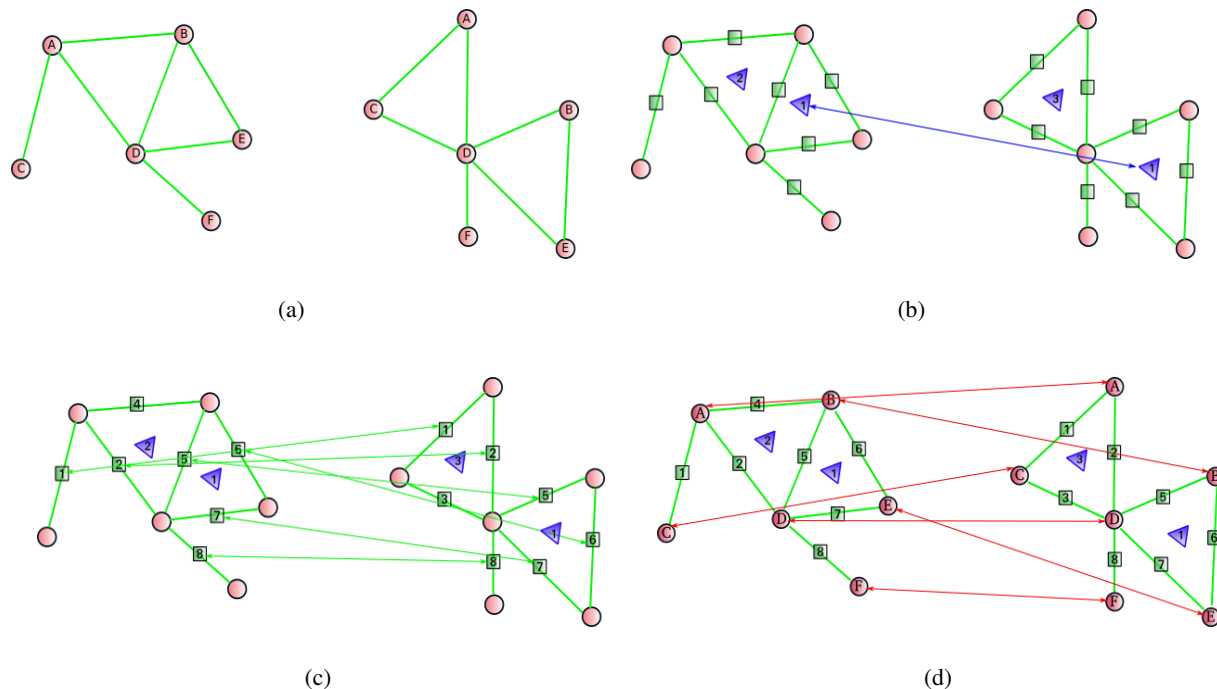 A B C D E F
A B C D E F
(a)
2 1
3 1
(b)
4 2 6 5 1 2 1 7 8
1 2 3 3 5 1 6 7 8
(c)
A B 4 2 5 6 1 2 1 D 7 E C 8 F
A 1 3 2 C B 3 5 D 1 6 8 7 F E
(d)